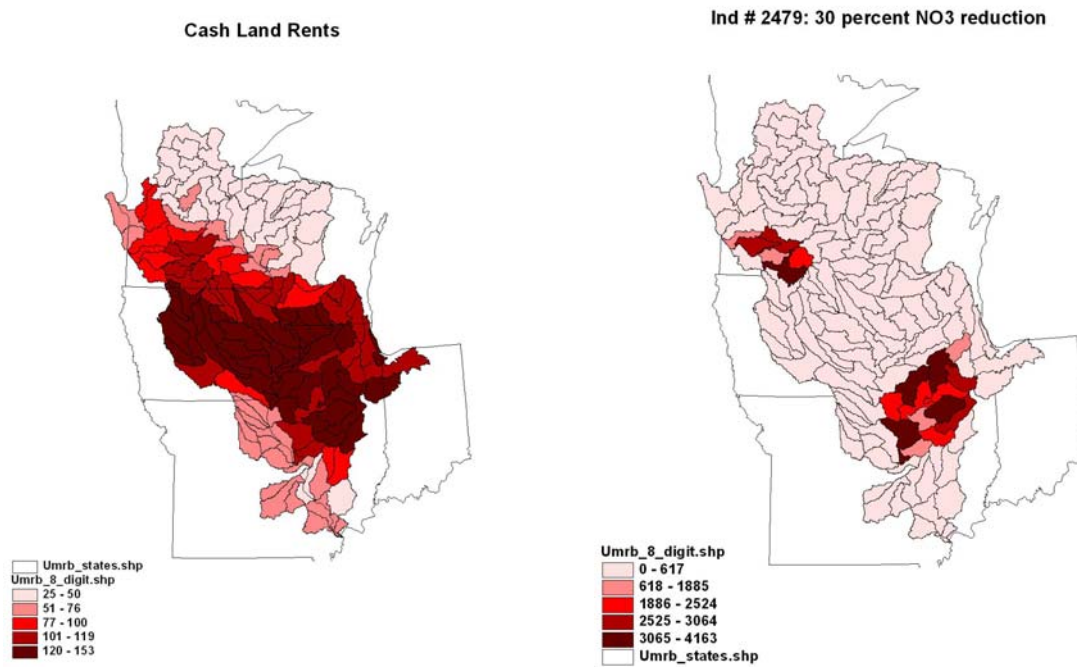 Cash Land Rents
Umrb_states.shp
Umrb_8_digit.shp
25 - 50
51 - 76
77 - 100
101 - 119
120 - 153
Ind # 2479: 30 percent NO3 reduction
Umrb_8_digit.shp
0 - 617
618 - 1885
1886 - 2524
2525 - 3064
3065 - 4163
Umrb_states.shp